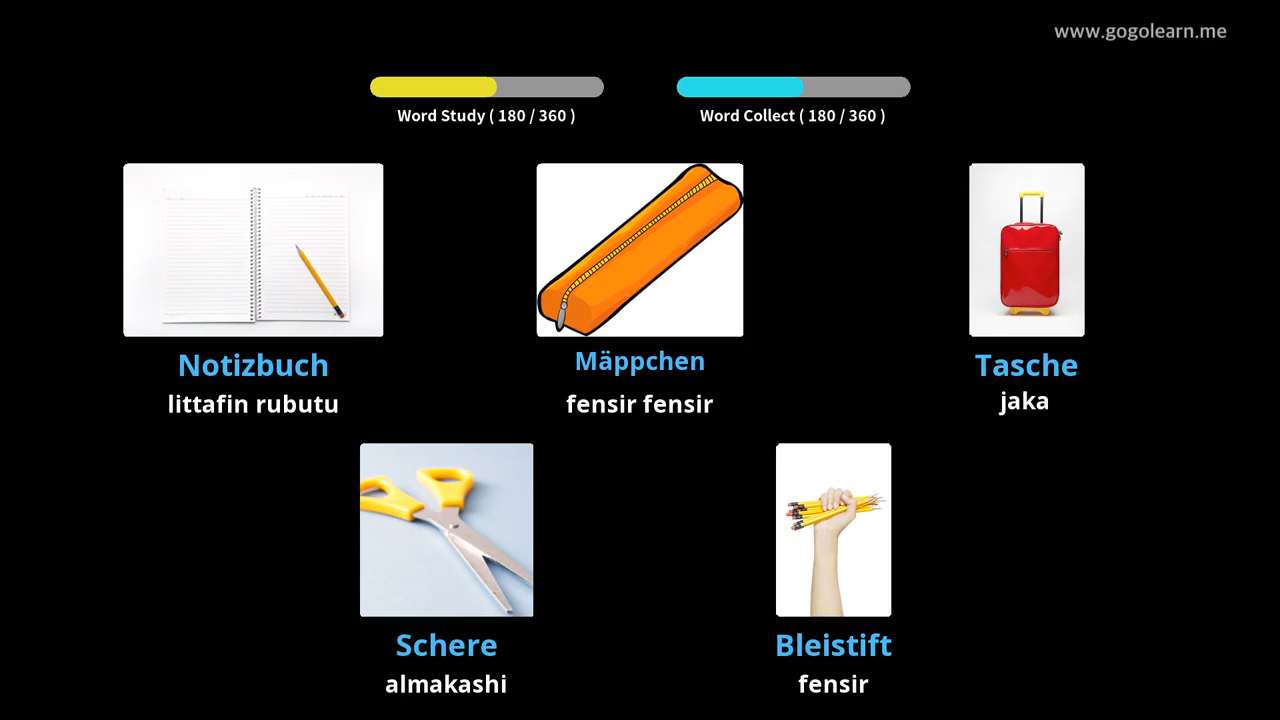 www.gogolearn.me
Word Study ( 180 / 360 )
Word Collect ( 180 / 360 )
Notizbuch
littafin rubutu
Mäppchen
fensir fensir
Tasche
jaka
Schere
almakashi
Bleistift
fensir